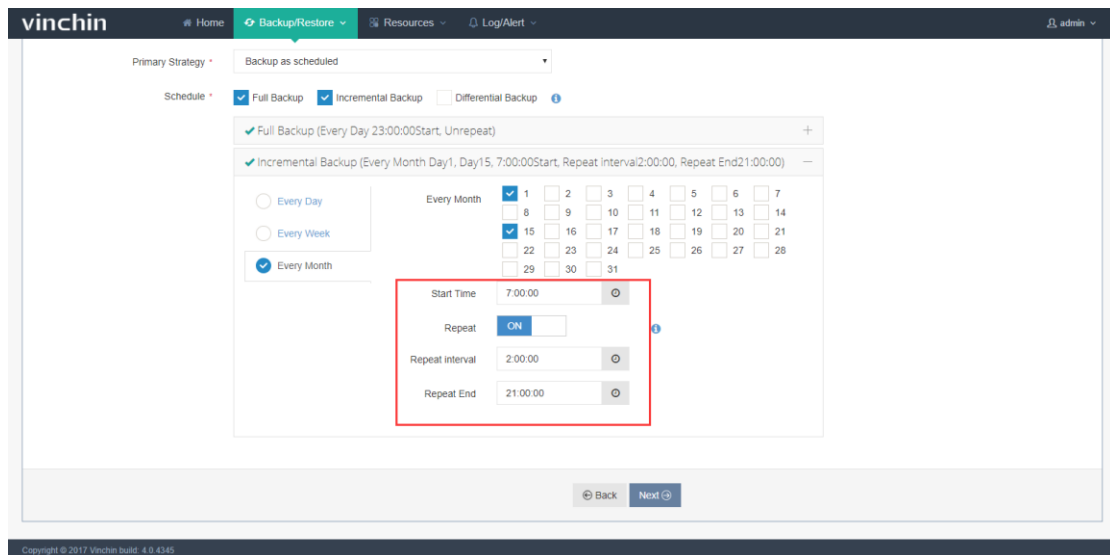 vinchin Home Backup/Restore Resources Log/Alert admin
Primary Strategy * Backup as scheduled
Schedule * Full Backup Incremental Backup Differential Backup
Full Backup (Every Day 23:00:00Start, Unrepeat)
Incremental Backup (Every Month Day1, Day15, 7:00:00Start, Repeat Interval2:00:00, Repeat End21:00:00)
Every Day
Every Week
Every Month
Every Month 1 2 3 4 5 6 7
8 9 10 11 12 13 14
15 16 17 18 19 20 21
22 23 24 25 26 27 28
29 30 31
Start Time 7:00:00
Repeat ON
Repeat interval 2:00:00
Repeat End 21:00:00
Back Next
Copyright © 2017 Vinchin build: 4.0.4345